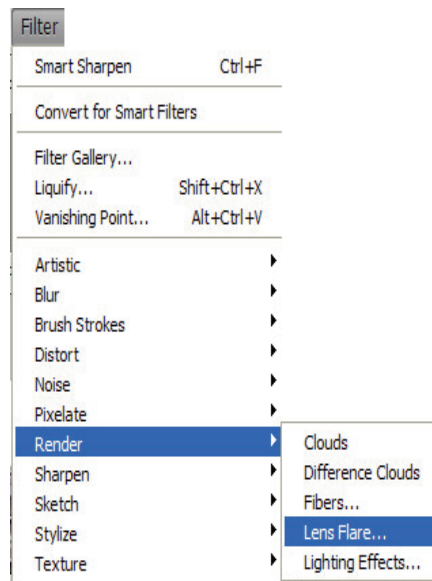 Filter
Smart Sharpen Ctrl+F
Convert for Smart Filters
Filter Gallery...
Liquify... Shift+Ctrl+X
Vanishing Point... Alt+Ctrl+V
Artistic
Blur
Brush Strokes
Distort
Noise
Pixelate
Render
Sharpen
Sketch
Stylize
Texture
Clouds
Difference Clouds
Fibers...
Lens Flare...
Lighting Effects...